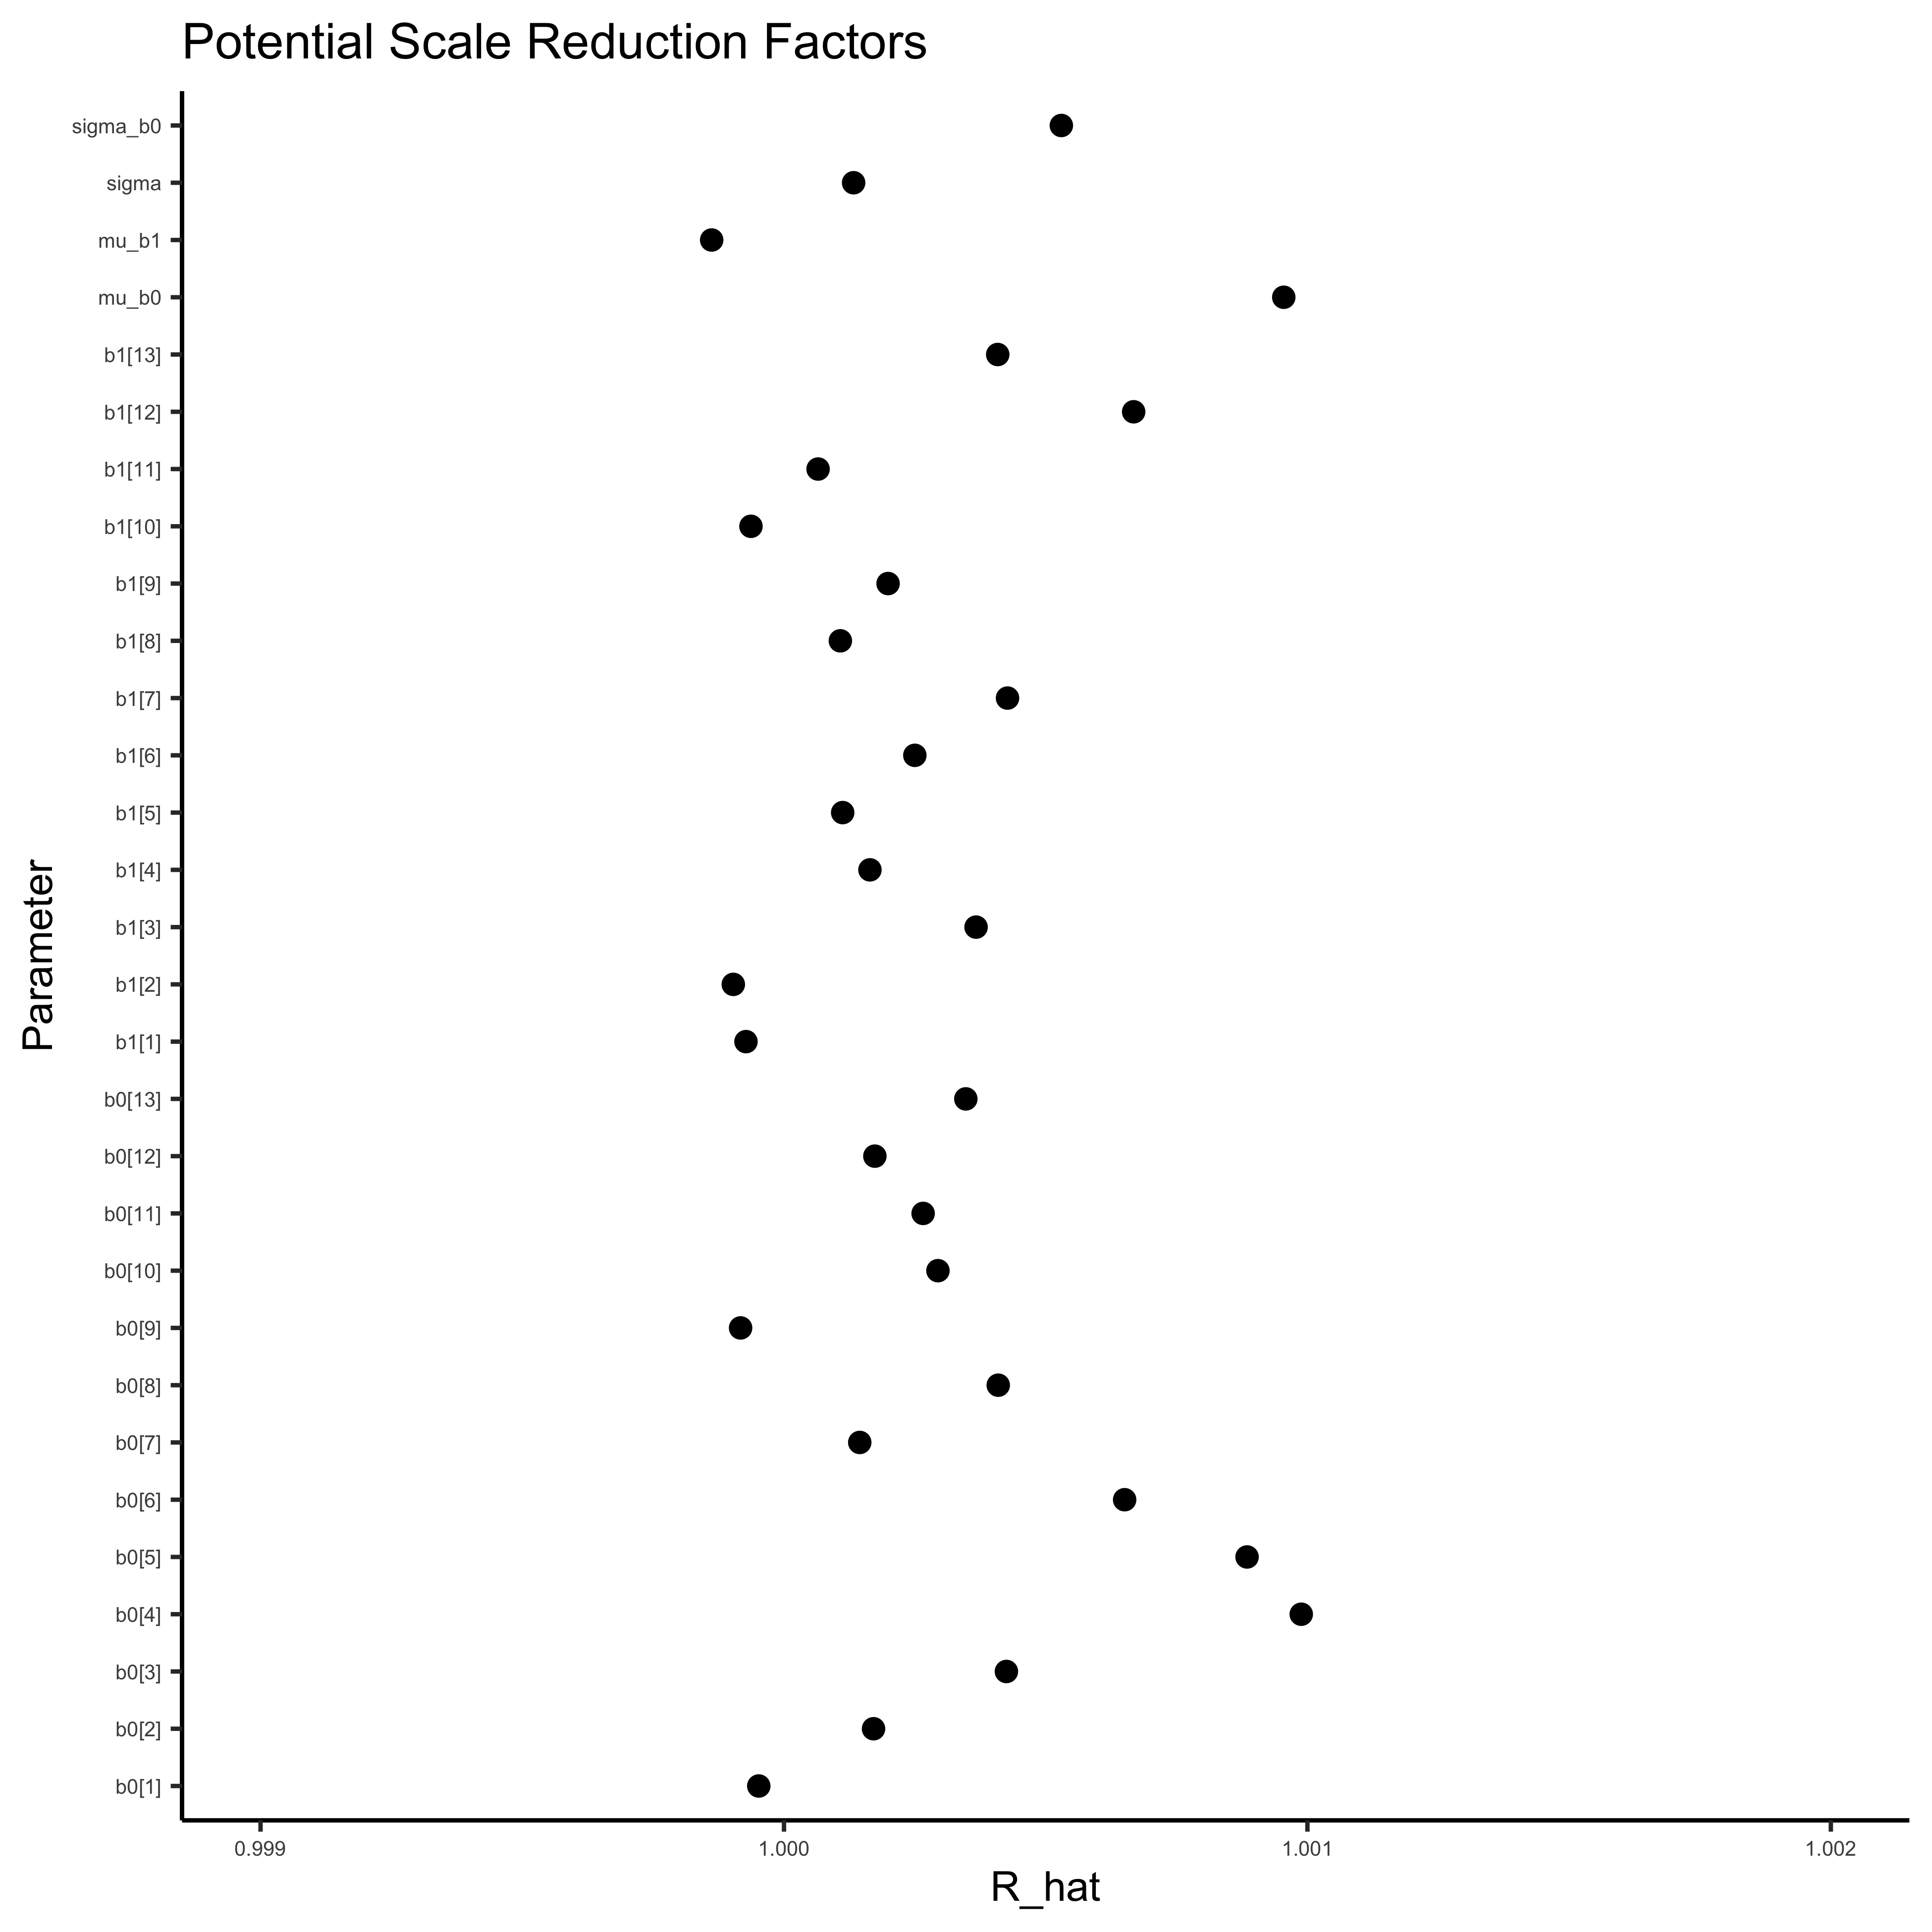 Potential Scale Reduction Factors
sigma_b0
sigma
mu_b1
mu_b0
b1[13]
b1[12]
b1[11]
b1[10]
b1[9]
b1[8]
b1[7]
b1[6]
b1[5]
b1[4]
b1[3]
b1[2]
b1[1]
b0[13]
b0[12]
b0[11]
b0[10]
b0[9]
b0[8]
b0[7]
b0[6]
b0[5]
b0[4]
b0[3]
b0[2]
b0[1]
Parameter
0.999 1.000 1.001 1.002
R_hat